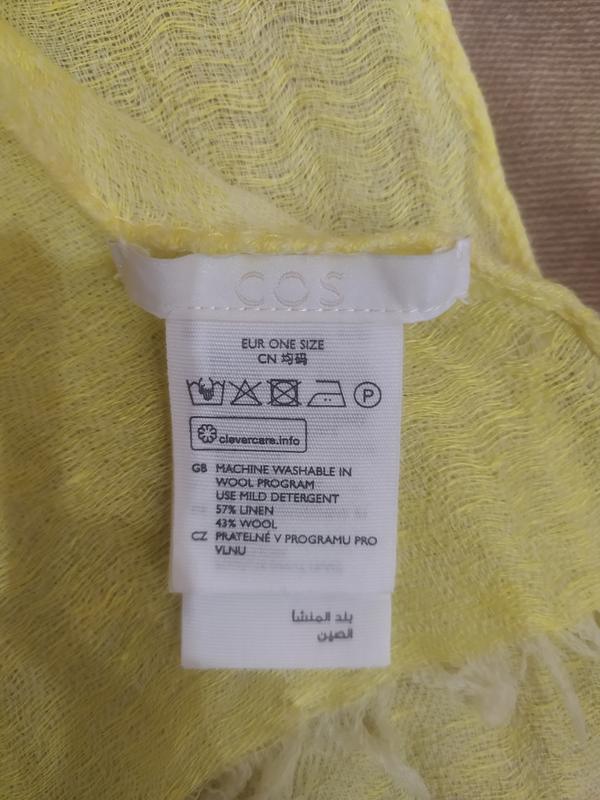 COS
EUR ONE SIZE
CN 均码
P
clevercare.info
GB MACHINE WASHABLE IN
WOOL PROGRAM
USE MILD DETERGENT
57% LINEN
43% WOOL
CZ PRATELNÉ V PROGRAMU PRO
VLNU
بلد المنشأ
الصين